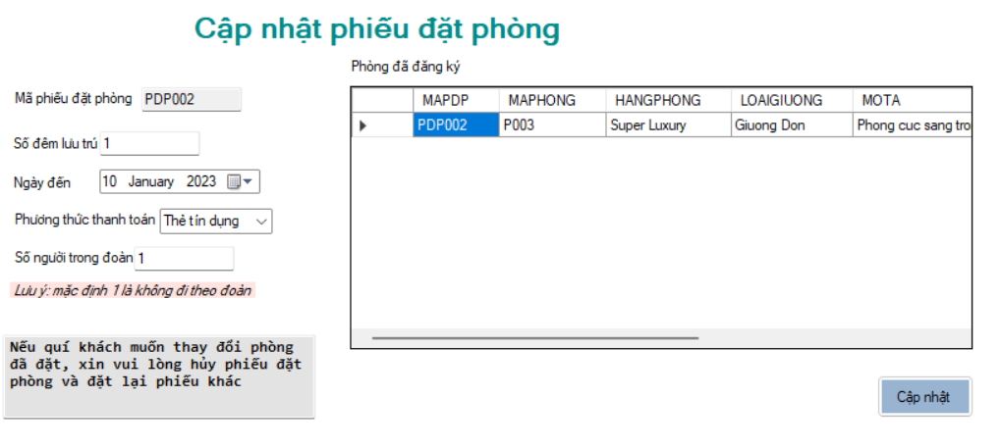 Cập nhật phiếu đặt phòng
Phòng đã đăng ký
Mã phiếu đặt phòng PDP002
Số đêm lưu trú 1
Ngày đến 10 January 2023
Phương thức thanh toán Thẻ tín dụng
Số người trong đoàn 1
Lưu ý: mặc định 1 là không đi theo đoàn
Nếu quí khách muốn thay đổi phòng
đã đặt, xin vui lòng hủy phiếu đặt
phòng và đặt lại phiếu khác
MAPDP MAPHONG HANGPHONG LOAIGIUONG MOTA
PDP002 P003 Super Luxury Giuong Don Phong cuc sang tro
Cập nhật